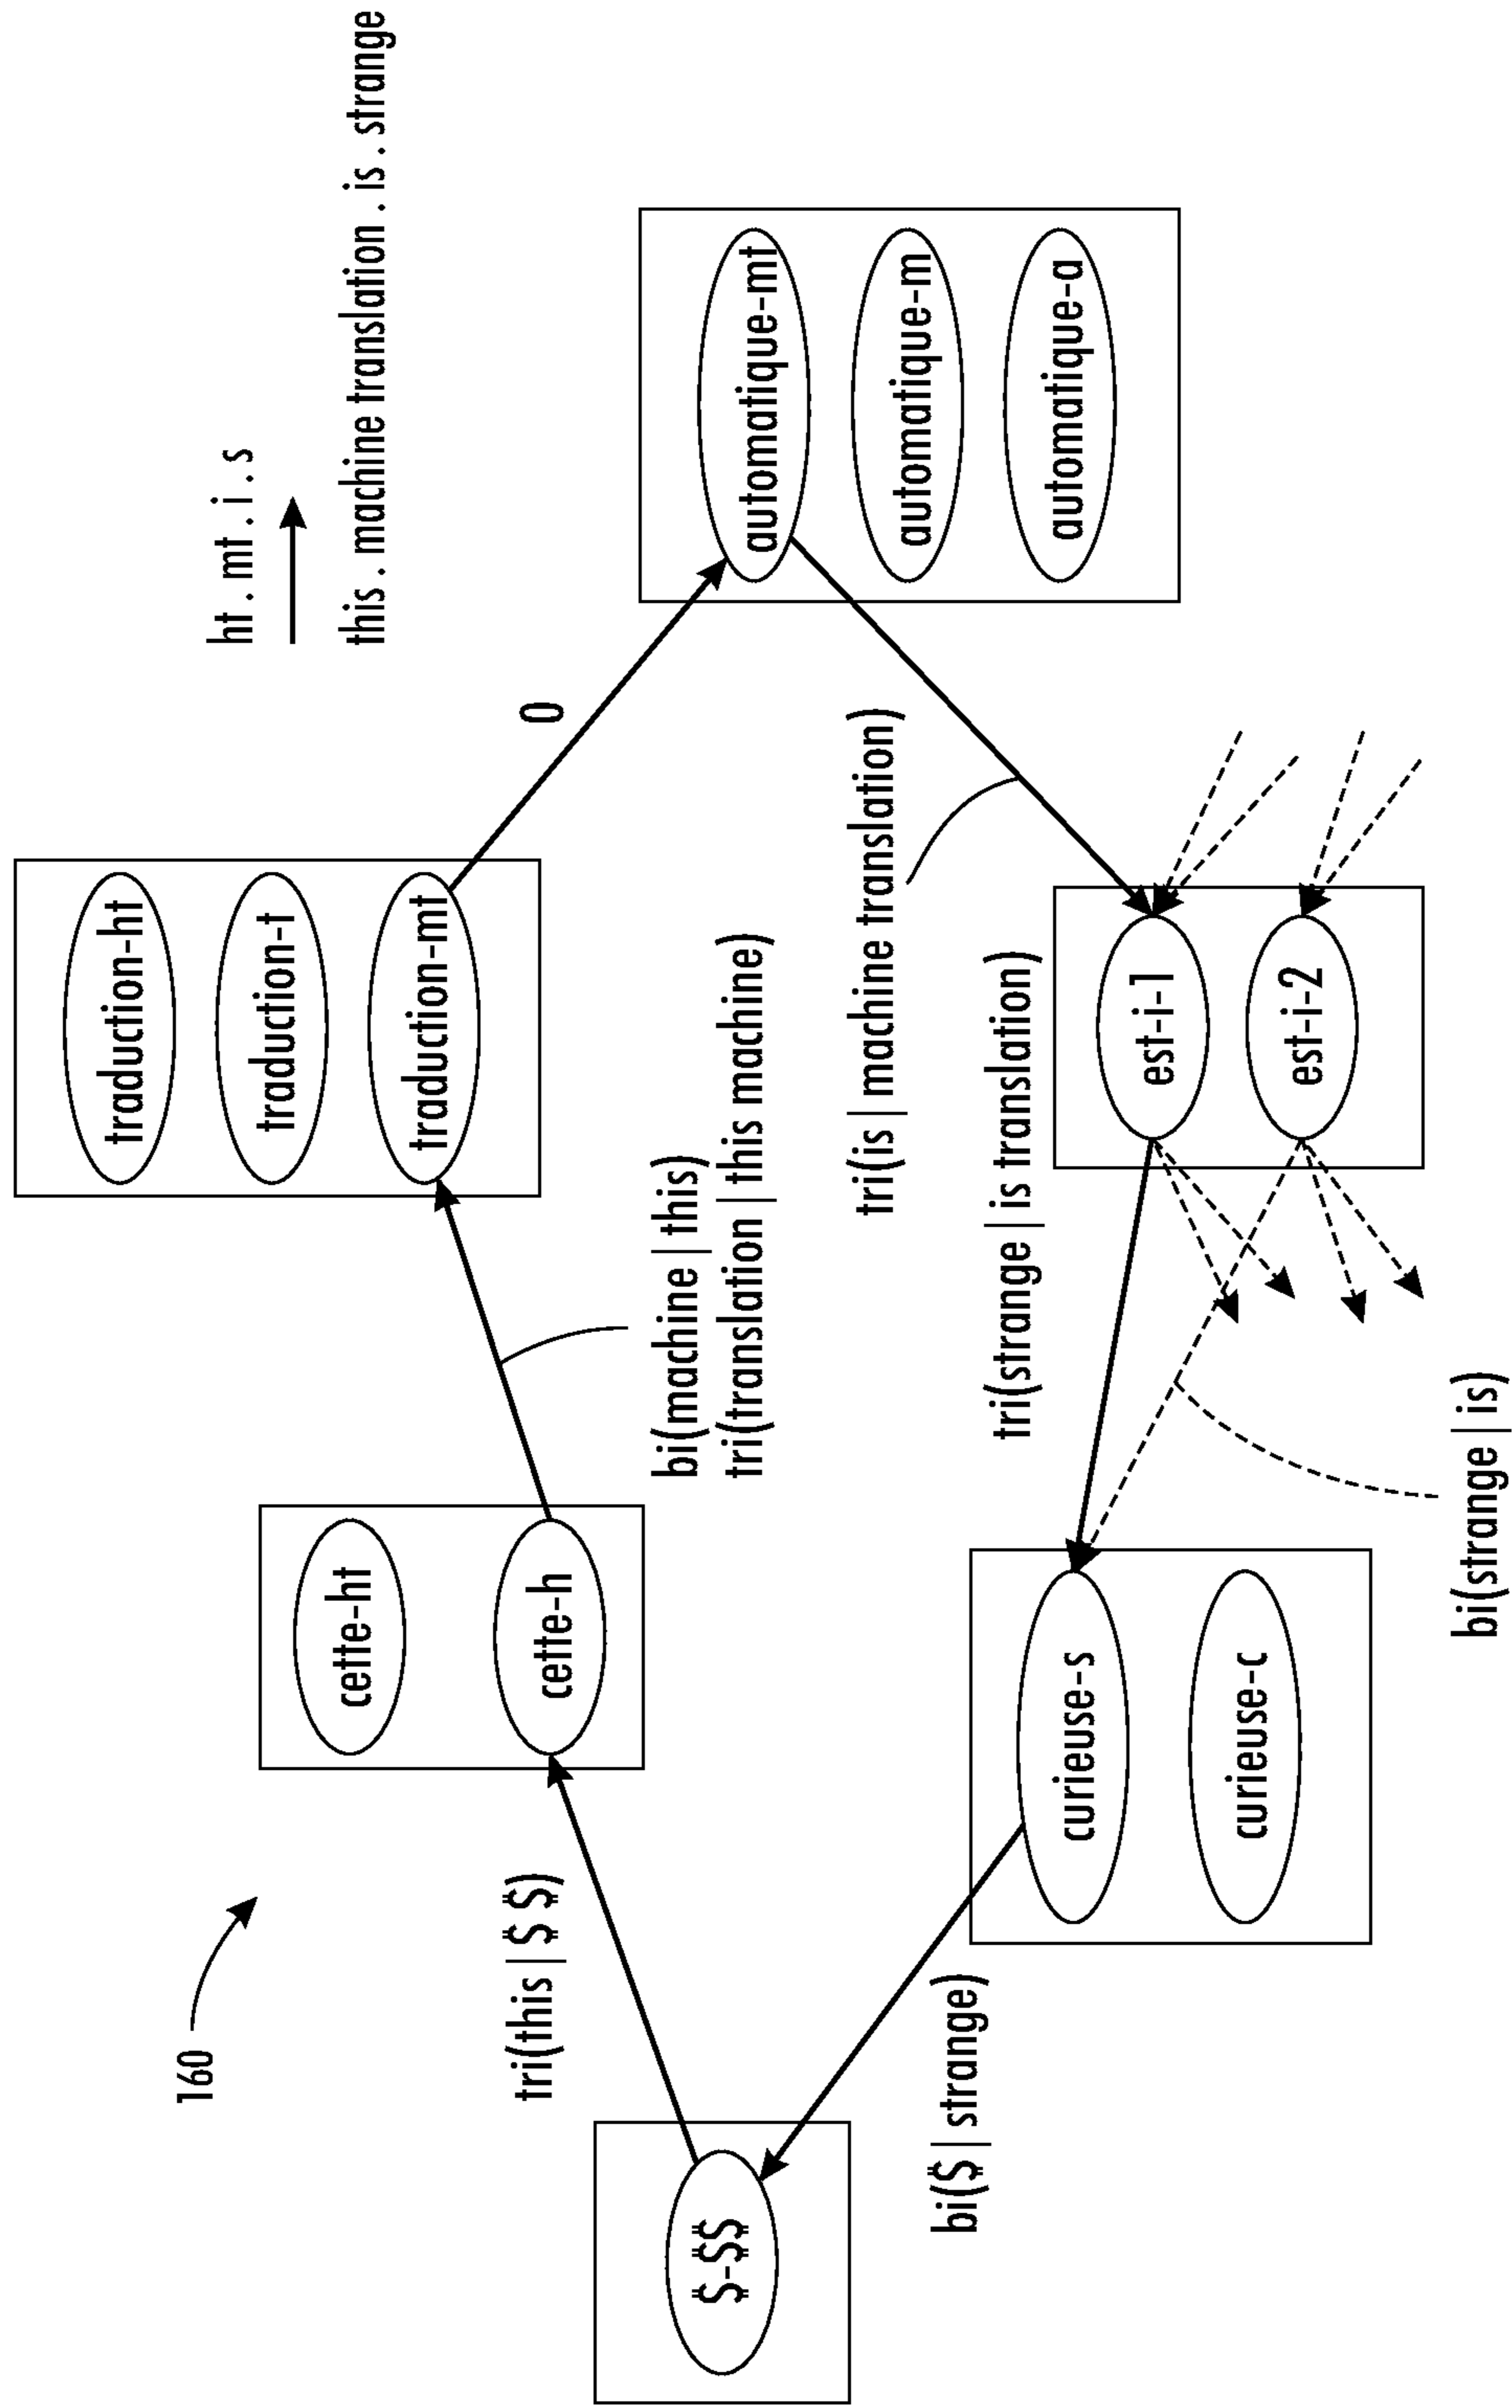 160
ht . mt . i . s
this . machine translation . is . strange
traduction-ht
traduction-t
traduction-mt
cette-ht
cette-h
tri(this | $ $)
0
bi(machine | this)
tri(translation | this machine)
$-$$
automatique-mt
automatique-m
automatique-a
tri(is | machine translation)
tri(strange | is translation)
bi($ | strange)
est-i-1
est-i-2
curieuse-s
curieuse-c
bi(strange | is)